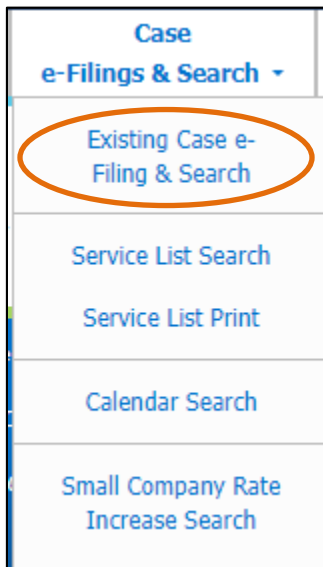 Case
e-Filings & Search
Existing Case e-
Filing & Search
Service List Search
Service List Print
Calendar Search
Small Company Rate
Increase Search